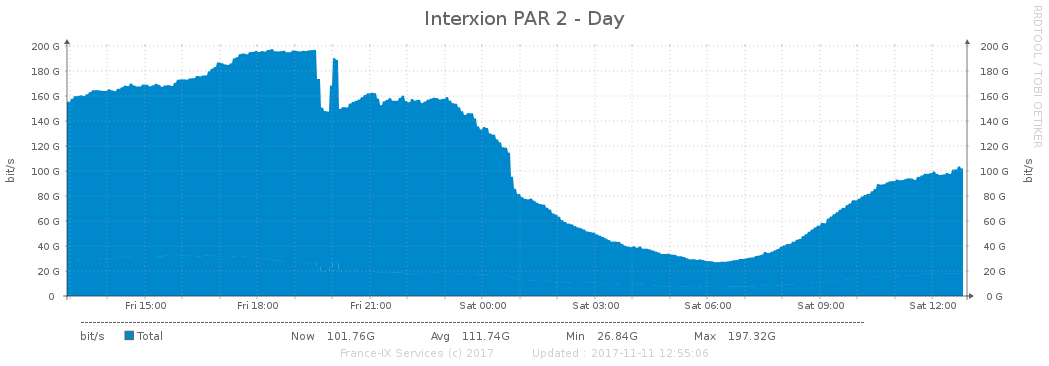 Interxion PAR 2 - Day
RRDTOOL / TOBI OETIKER
200 G 200 G
180 G 180 G
160 G 160 G
140 G 140 G
120 G 120 G
100 G 100 G
80 G 80 G
60 G 60 G
40 G 40 G
20 G 20 G
0 0 G
bit/s bit/s
Fri 15:00 Fri 18:00 Fri 21:00 Sat 00:00 Sat 03:00 Sat 06:00 Sat 09:00 Sat 12:00
bit/s Total Now 101.76G Avg 111.74G Min 26.84G Max 197.32G
France-IX Services (c) 2017 Updated : 2017-11-11 12:55:06